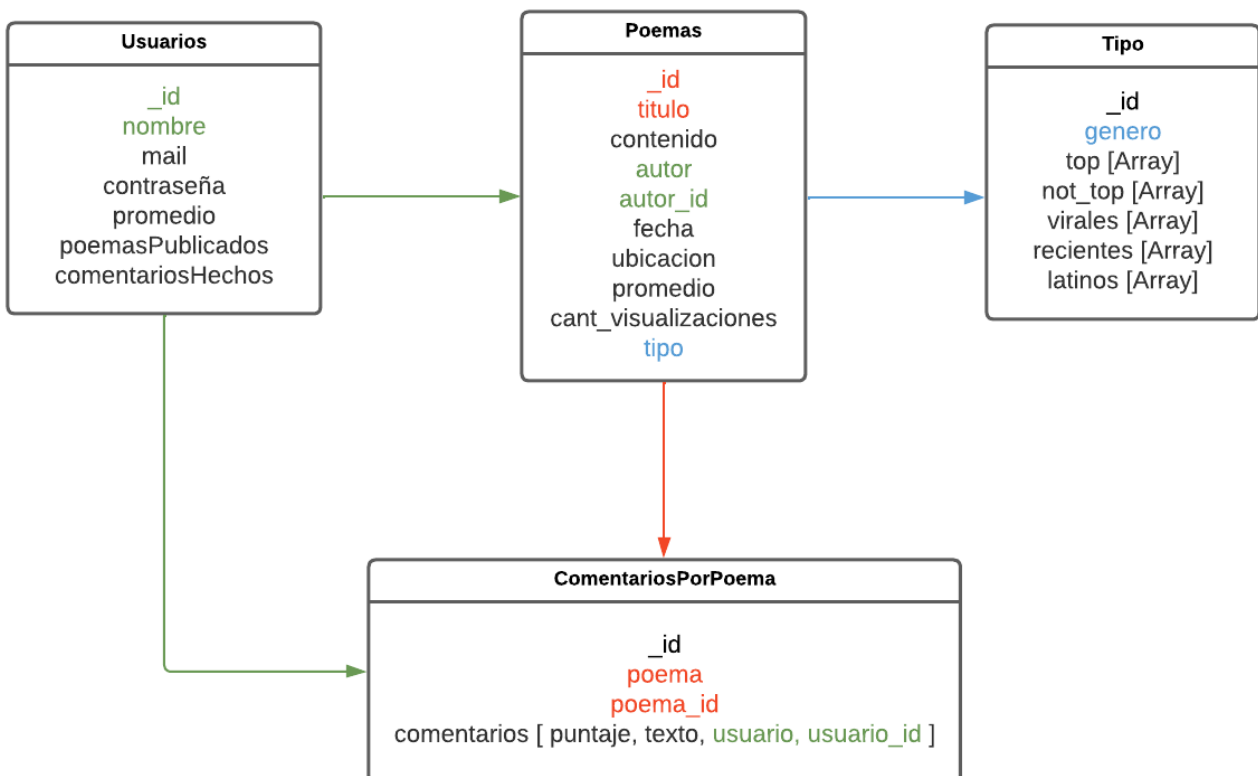 Usuarios
_id
nombre
mail
contraseña
promedio
poemasPublicados
comentariosHechos
Poemas
_id
titulo
contenido
autor
autor_id
fecha
ubicacion
promedio
cant_visualizaciones
tipo
Tipo
_id
genero
top [Array]
not_top [Array]
virales [Array]
recientes [Array]
latinos [Array]
ComentariosPorPoema
_id
poema
poema_id
comentarios [ puntaje, texto, usuario, usuario_id ]